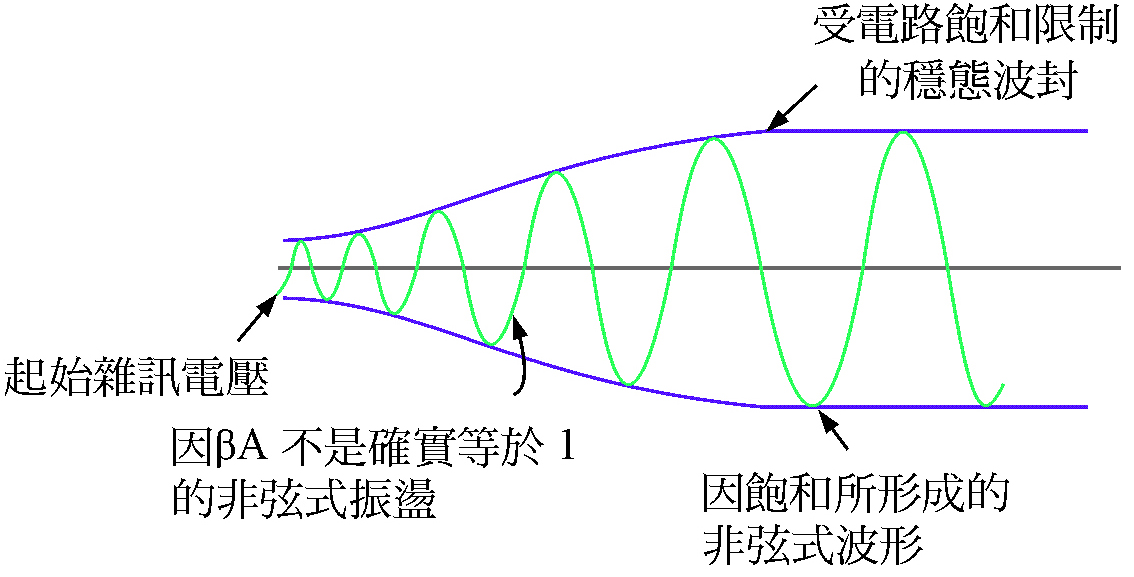 受電路飽和限制
的穩態波封
起始雜訊電壓
因βA 不是確實等於 1
的非弦式振盪
因飽和所形成的
非弦式波形